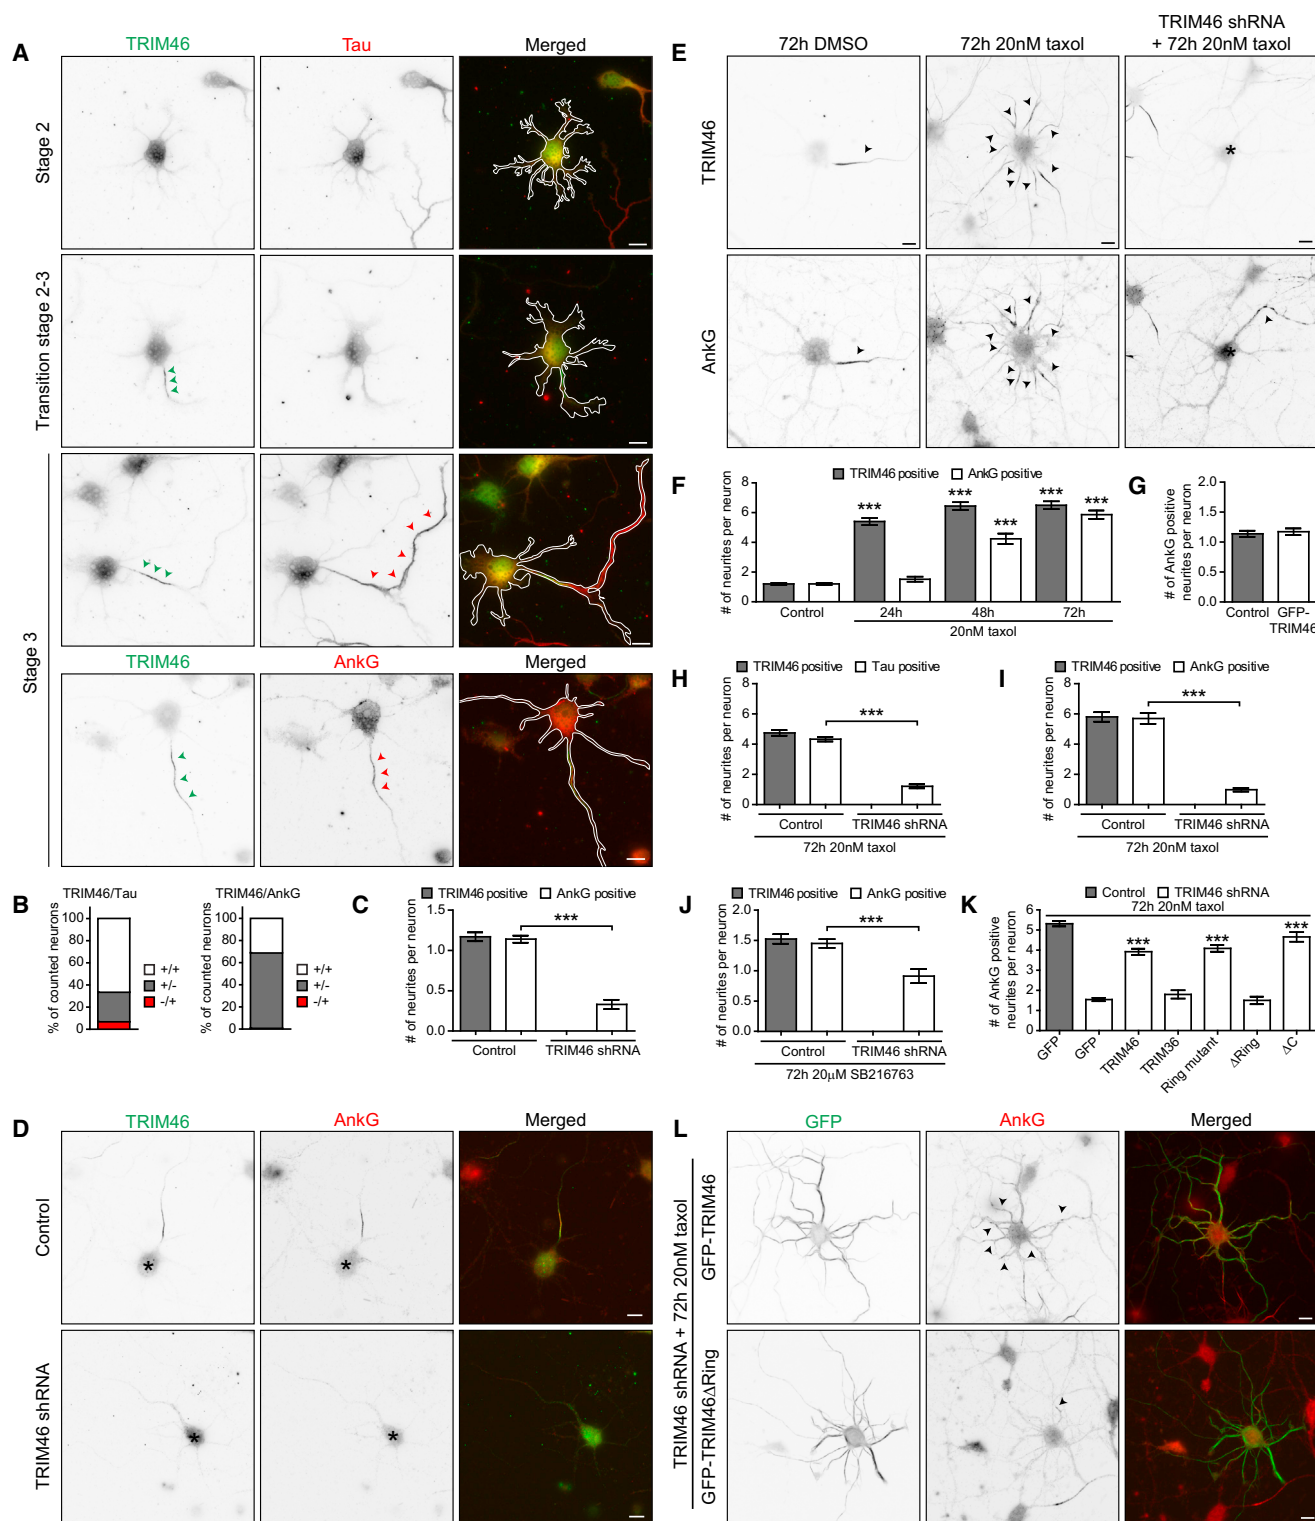 A
TRIM46
Tau
Merged
Stage 2
Transition stage 2-3
Stage 3
TRIM46
AnkG
Merged
B
TRIM46/Tau
% of counted neurons
100
80
60
40
20
0
+/+
+/-
-/+
TRIM46/AnkG
% of counted neurons
100
80
60
40
20
0
+/+
+/-
-/+
C
TRIM46 positive
AnkG positive
# of neurites per neuron
1.5
1.0
0.5
0.0
***
Control
TRIM46 shRNA
D
TRIM46
AnkG
Merged
Control
*
*
TRIM46 shRNA
*
*
E
72h DMSO
72h 20nM taxol
TRIM46 shRNA
+ 72h 20nM taxol
TRIM46
*
AnkG
*
F
TRIM46 positive
AnkG positive
# of neurites per neuron
8
6
4
2
0
***
***
***
***
***
Control
24h
48h
72h
20nM taxol
G
# of AnkG positive
neurites per neuron
2.0
1.5
1.0
0.5
0.0
Control
GFP-
TRIM46
H
TRIM46 positive
Tau positive
# of neurites per neuron
8
6
4
2
0
***
Control
TRIM46 shRNA
72h 20nM taxol
I
TRIM46 positive
AnkG positive
# of neurites per neuron
8
6
4
2
0
***
Control
TRIM46 shRNA
72h 20nM taxol
J
TRIM46 positive
AnkG positive
# of neurites per neuron
2.0
1.5
1.0
0.5
0.0
***
Control
TRIM46 shRNA
72h 20µM SB216763
K
Control
TRIM46 shRNA
72h 20nM taxol
# of AnkG positive
neurites per neuron
6
5
4
3
2
1
0
***
***
***
GFP
GFP
TRIM46
TRIM36
Ring mutant
ΔRing
ΔC
L
GFP
AnkG
Merged
TRIM46 shRNA + 72h 20nM taxol
GFP-TRIM46
GFP-TRIM46ΔRing